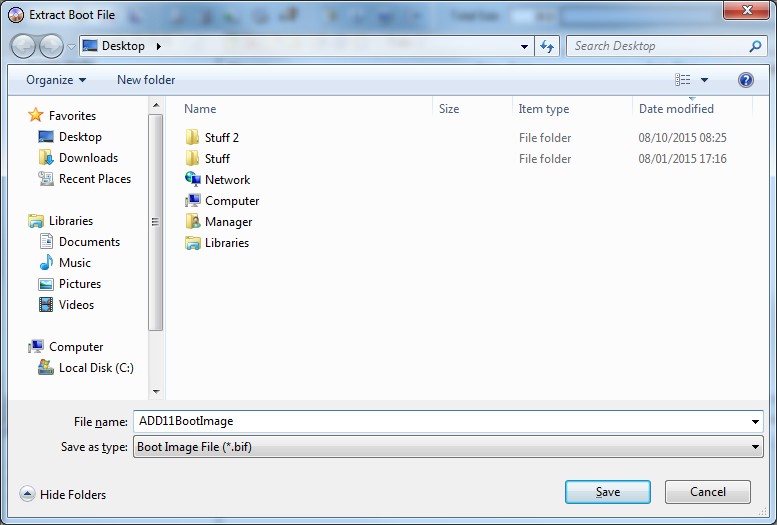 Extract Boot File
Desktop
Search Desktop
Organize New folder
Name Size Item type Date modified
Favorites
Desktop
Downloads
Recent Places
Libraries
Documents
Music
Pictures
Videos
Computer
Local Disk (C:)
Stuff 2 File folder 08/10/2015 08:25
Stuff File folder 08/01/2015 17:16
Network
Computer
Manager
Libraries
File name: ADD11BootImage
Save as type: Boot Image File (*.bif)
Hide Folders Save Cancel